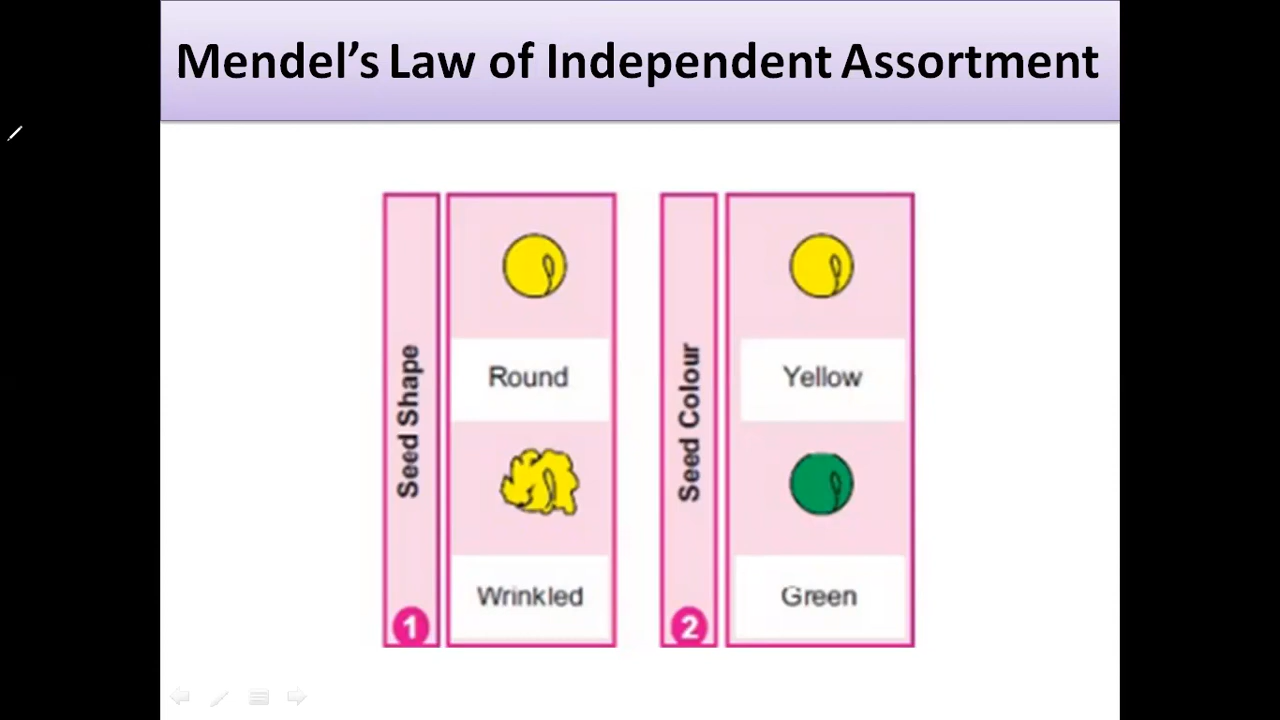 Mendel's Law of Independent Assortment
Seed Shape
1
Round
Wrinkled
Seed Colour
2
Yellow
Green